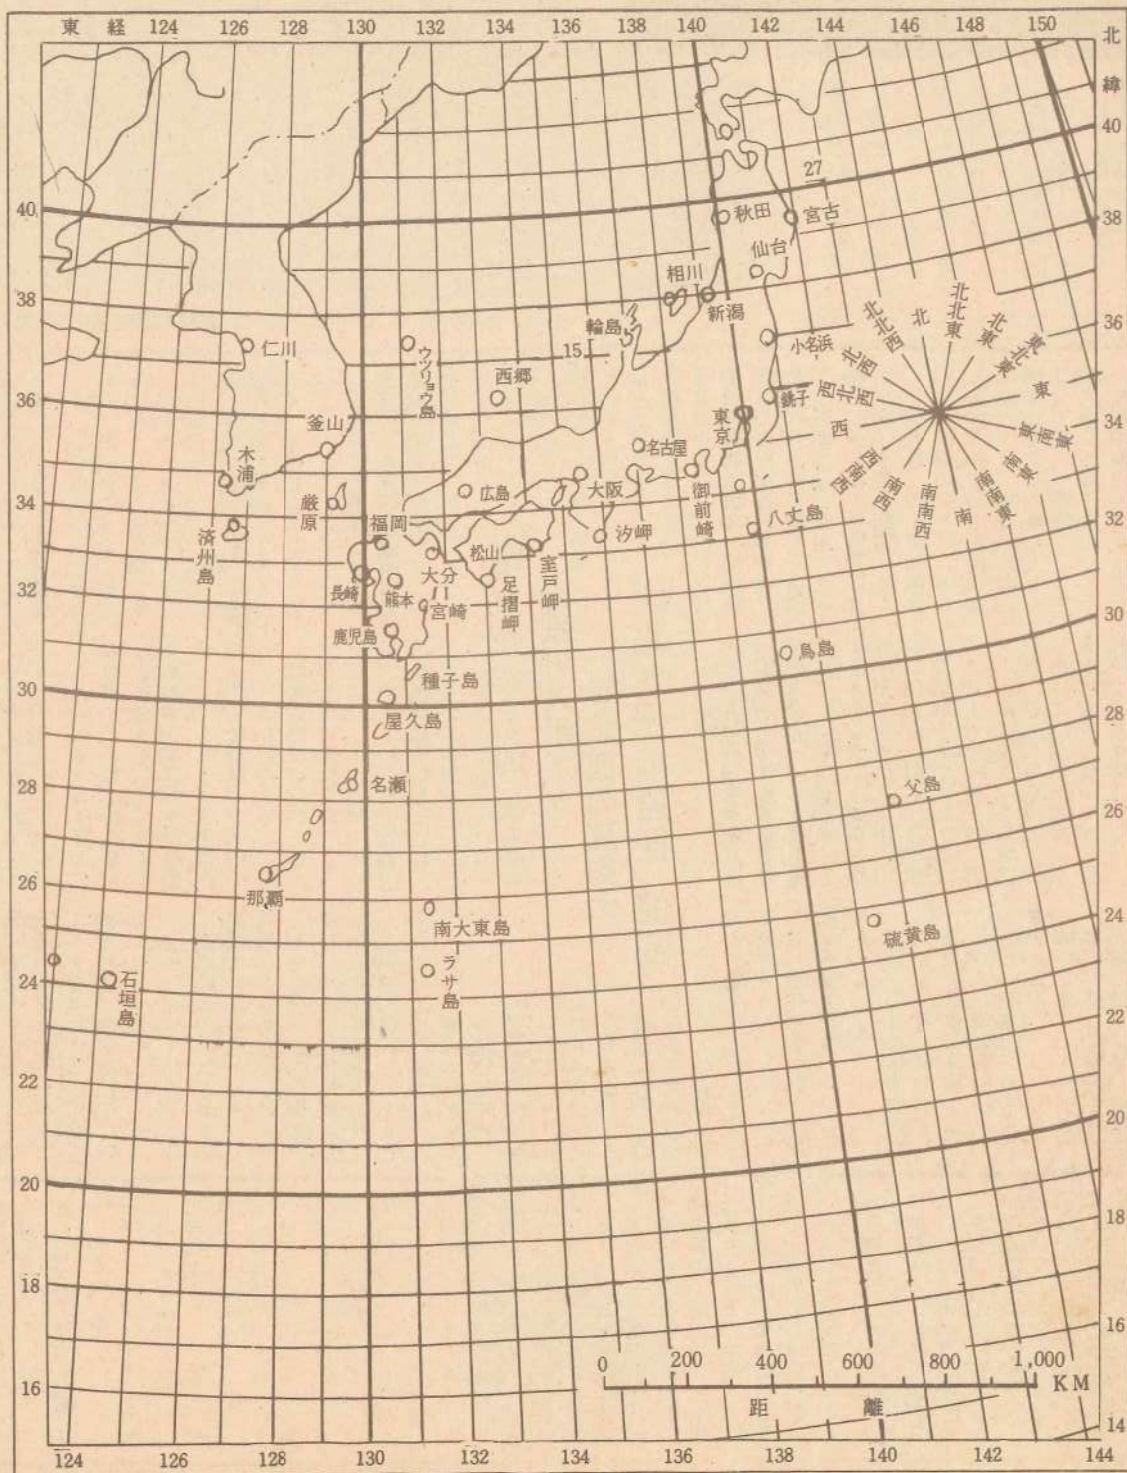 東経 124 126 128 130 132 134 136 138 140 142 144 146 148 150 北緯
40
38
36
34
32
30
28
26
24
22
20
18
16
40
38
36
34
32
30
28
26
24
22
20
18
16
14
27
秋田
宮古
仙台
相川
新潟
輪島
15
小名浜
仁川
ウツリョウ島
西郷
銚子
東京
釜山
名古屋
木浦
広島
大阪
厳原
御前崎
八丈島
福岡
汐岬
済州島
松山
室戸岬
大分
足摺岬
長崎
熊本
宮崎
鹿児島
鳥島
種子島
屋久島
名瀬
父島
那覇
南大東島
硫黄島
ラサ島
石垣島
北
北北東
北東
東北東
東
東南東
南東
南南東
南
南南西
南西
西南西
西
西北西
北西
北北西
0 200 400 600 800 1,000
KM
距離
124 126 128 130 132 134 136 138 140 142 144